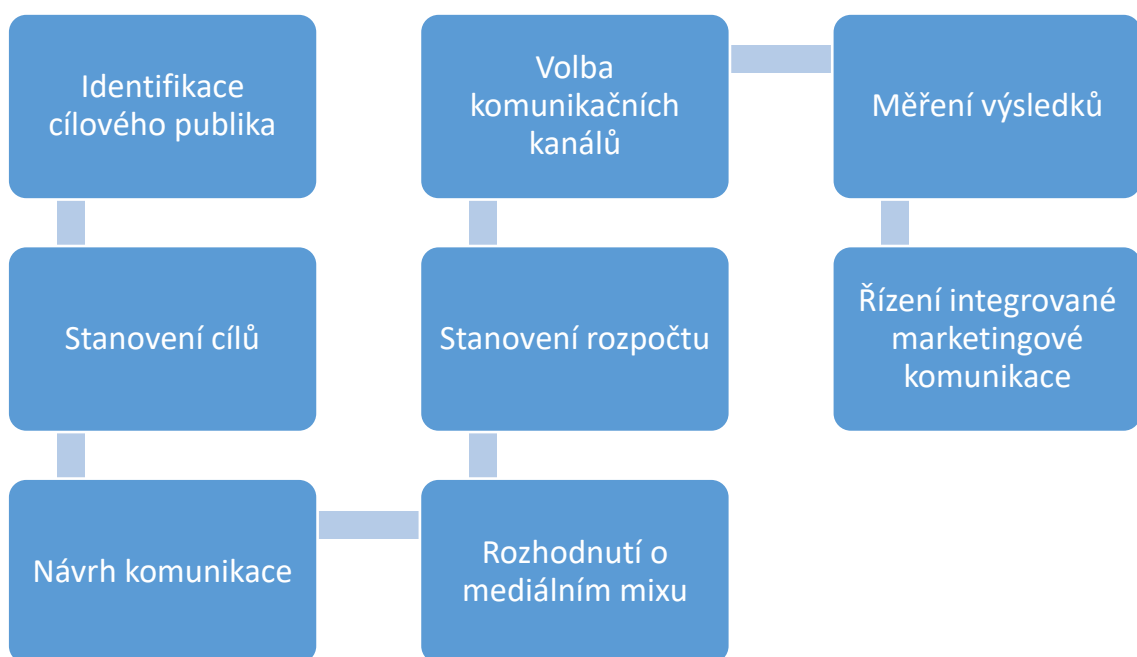 Identifikace
cílového publika
Stanovení cílů
Návrh komunikace
Rozhodnutí o
mediálním mixu
Stanovení rozpočtu
Volba
komunikačních
kanálů
Měření výsledků
Řízení integrované
marketingové
komunikace